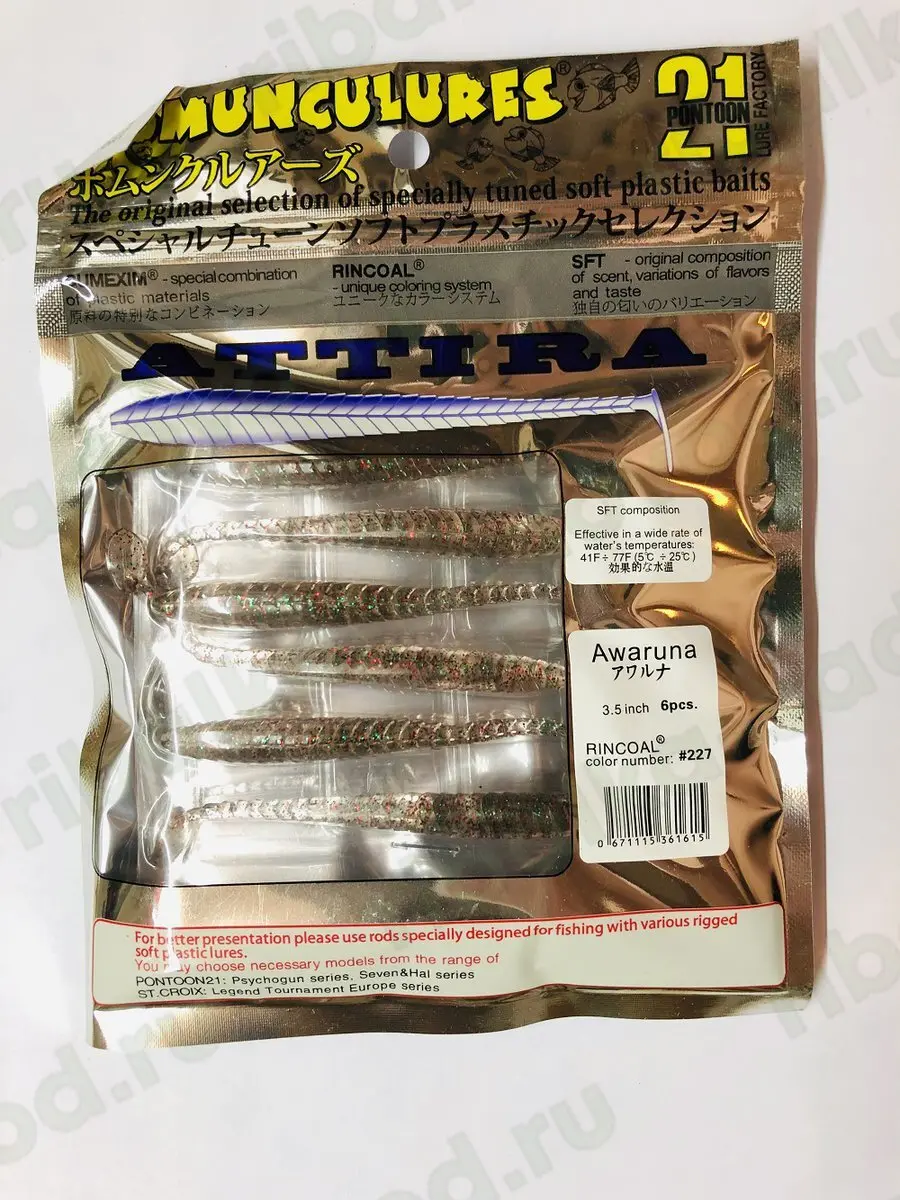 MUNCULURES®
21
PONTOON
LURE FACTORY
ホムンクルアーズ
The original selection of specially tuned soft plastic baits
スペシャルチューンソフトプラスチックセレクション
UMEXIM® - special combination
of plastic materials
原料の特別なコンビネーション
RINCOAL®
- unique coloring system
ユニークなカラーシステム
SFT - original composition
of scent, variations of flavors
and taste
独自の匂いのバリエーション
ATTIRA
SFT composition
Effective in a wide rate of
water's temperatures:
41F÷ 77F (5℃ ÷25℃)
効果的な水温
Awaruna
アワルナ
3.5 inch 6pcs.
RINCOAL®
color number: #227
0 671115 361615
For better presentation please use rods specially designed for fishing with various rigged
soft plastic lures.
You may choose necessary models from the range of
PONTOON21: Psychogun series, Seven&Hal series
ST.CROIX: Legend Tournament Europe series